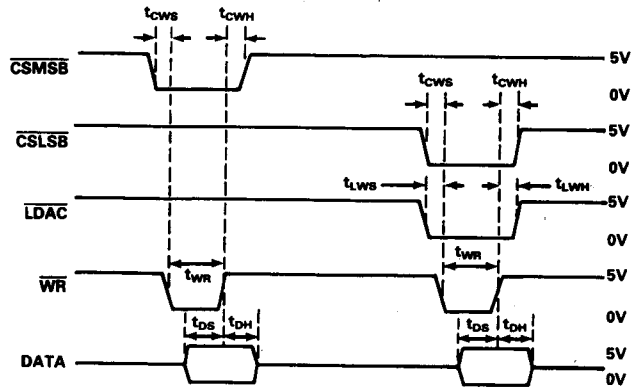 tCWS tCWH
CSMSB 5V
0V
tCWS tCWH
CSLSB 5V
0V
tLWS tLWH
LDAC 5V
0V
tWR tWR
WR 5V
0V
tDS tDH tDS tDH
DATA 5V
0V